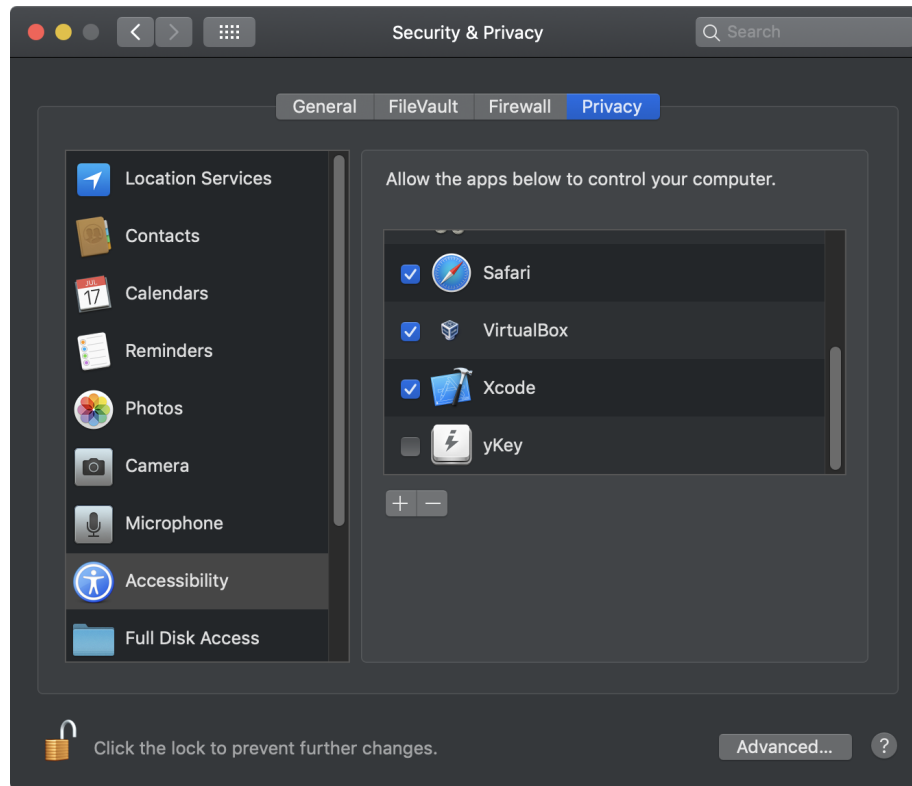 Security & Privacy
Search
General
FileVault
Firewall
Privacy
Location Services
Contacts
JUL
17
Calendars
Reminders
Photos
Camera
Microphone
Accessibility
Full Disk Access
Allow the apps below to control your computer.
Safari
VirtualBox
Xcode
yKey
Click the lock to prevent further changes.
Advanced...
?